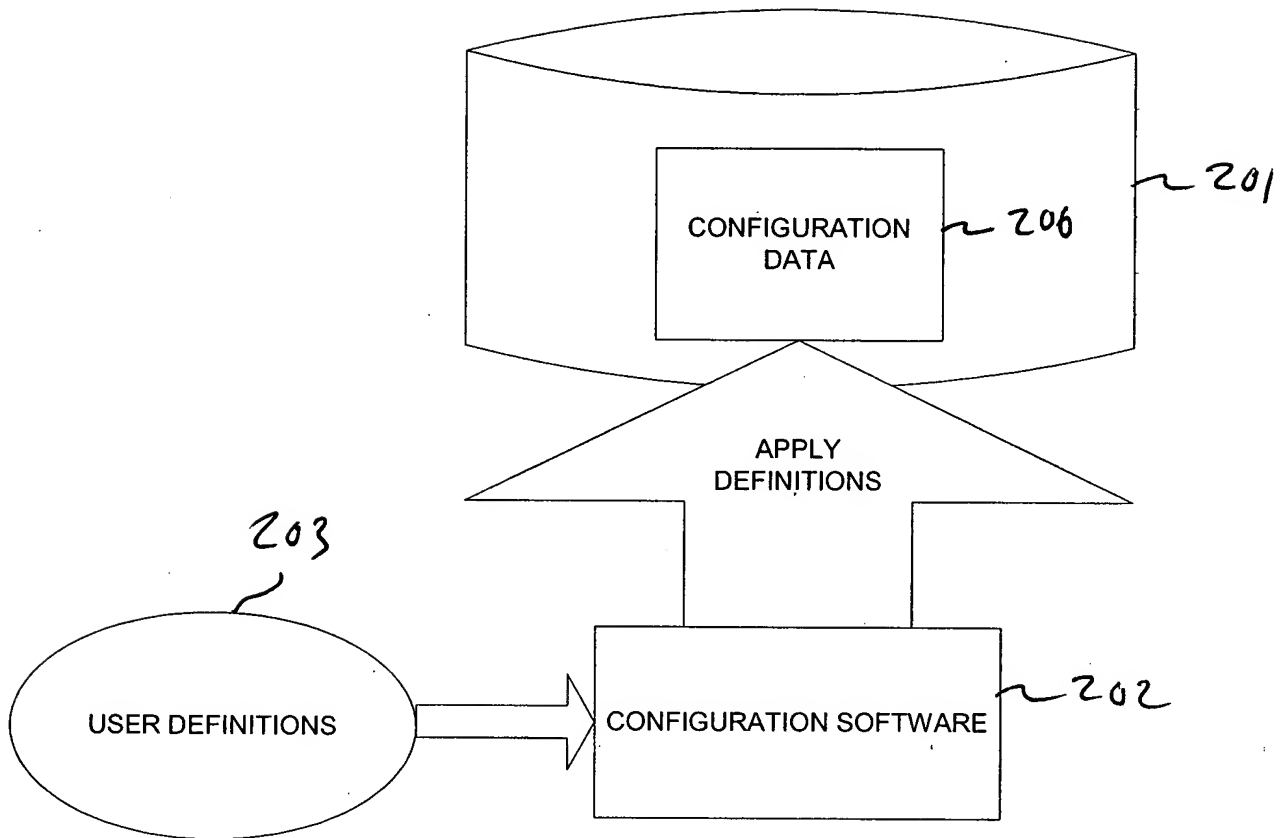 201
CONFIGURATION
DATA
206
APPLY
DEFINITIONS
203
USER DEFINITIONS
CONFIGURATION SOFTWARE
202